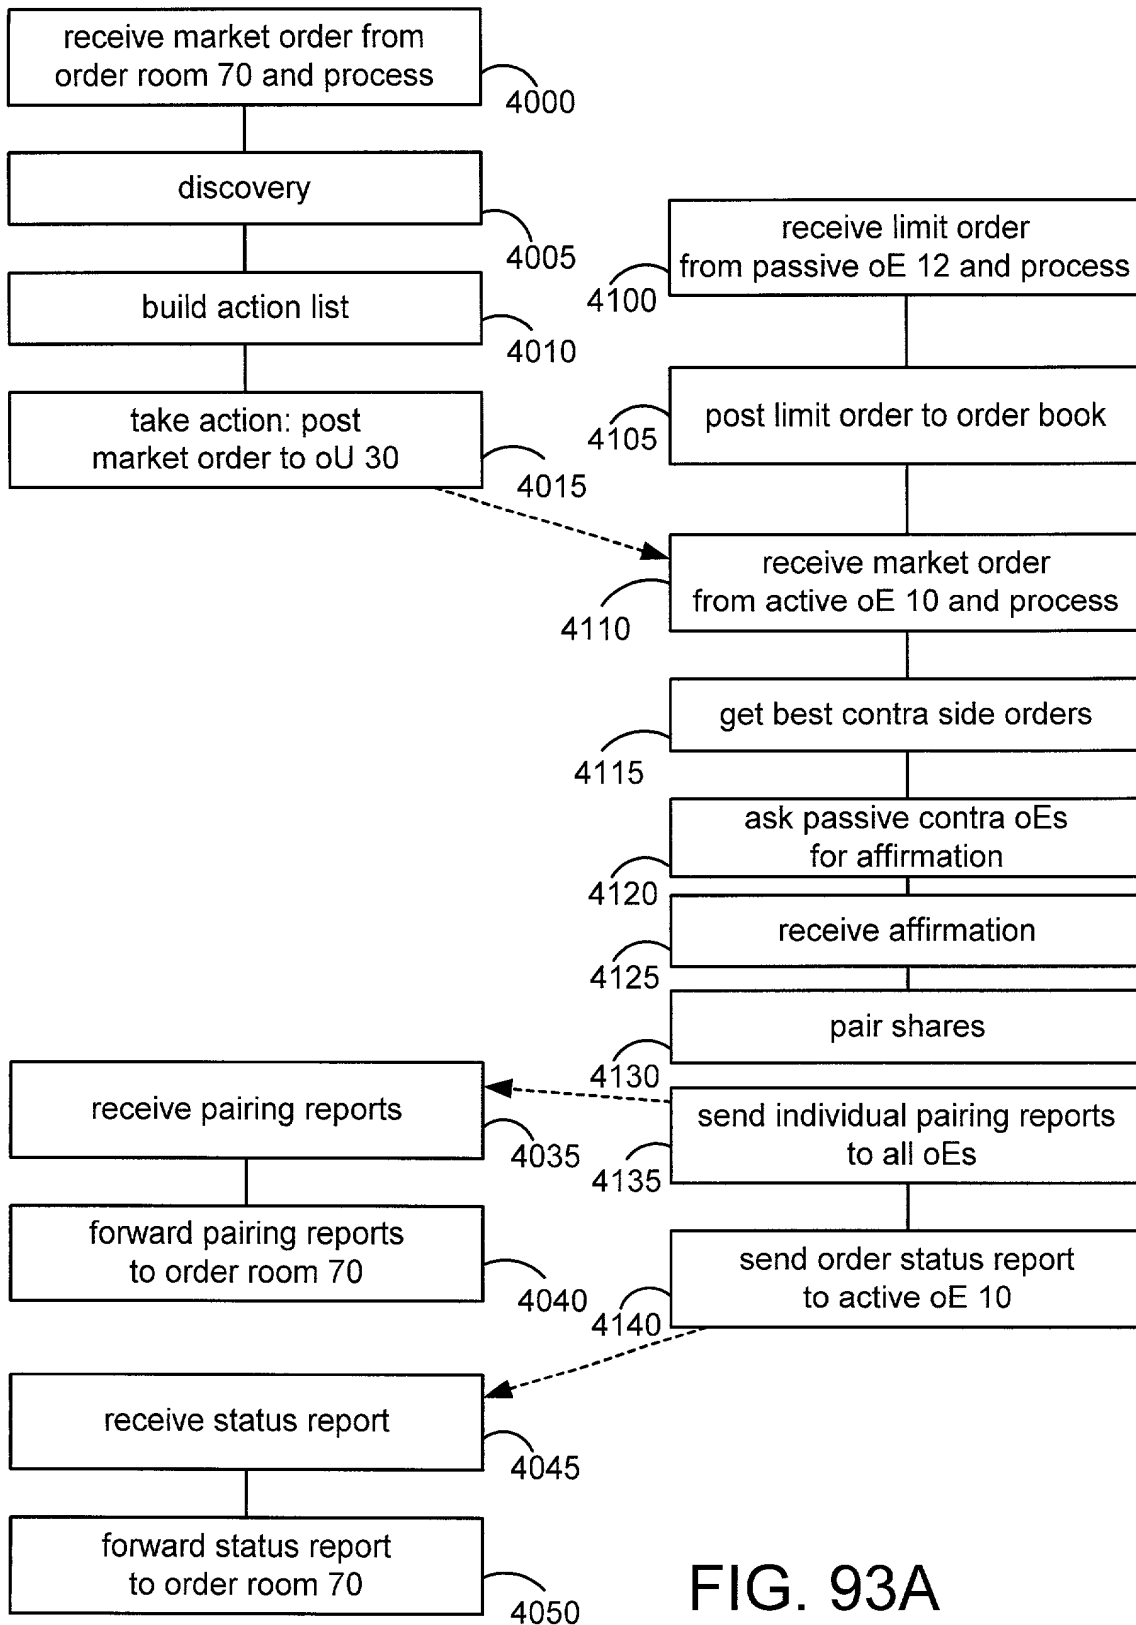 receive market order from
order room 70 and process
4000
discovery
4005
build action list
4010
take action: post
market order to oU 30
4015
receive limit order
from passive oE 12 and process
4100
post limit order to order book
4105
receive market order
from active oE 10 and process
4110
get best contra side orders
4115
ask passive contra oEs
for affirmation
4120
receive affirmation
4125
pair shares
4130
send individual pairing reports
to all oEs
4135
send order status report
to active oE 10
4140
receive pairing reports
4035
forward pairing reports
to order room 70
4040
receive status report
4045
forward status report
to order room 70
4050
FIG. 93A